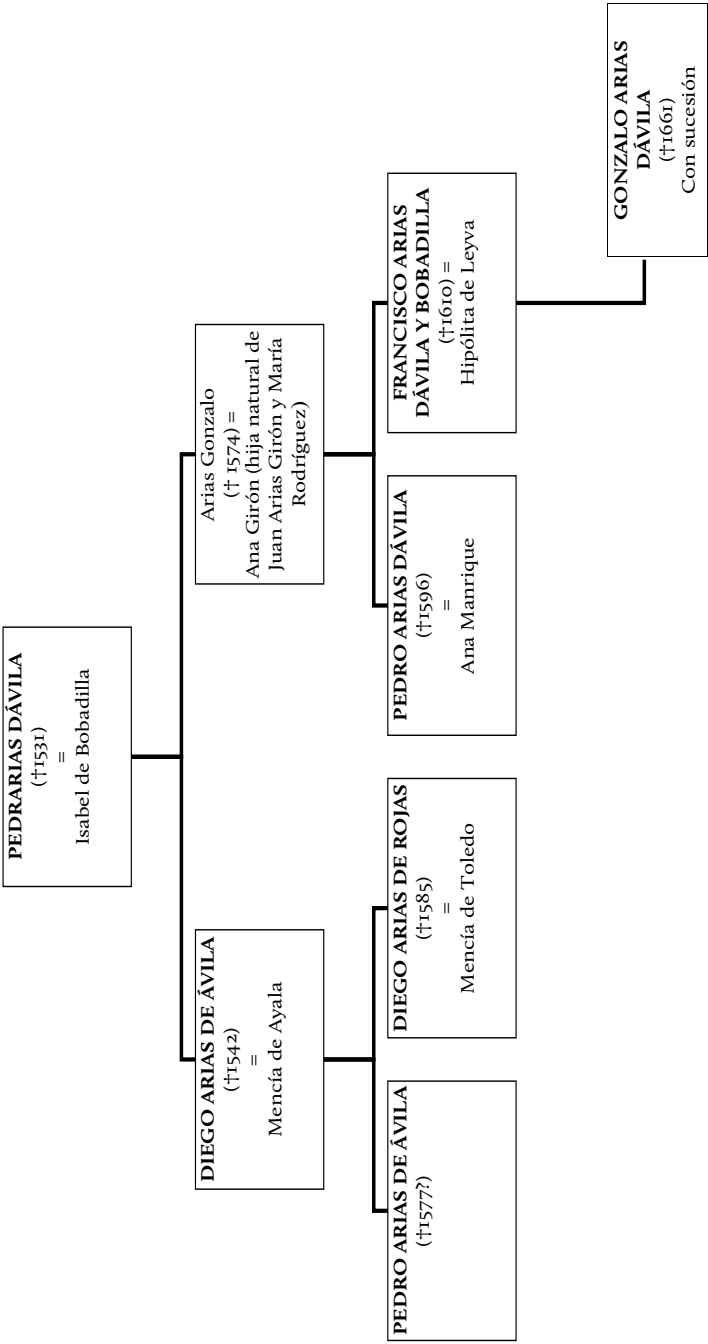 PEDRARIAS DÁVILA
(†1531)
=
Isabel de Bobadilla
DIEGO ARIAS DE ÁVILA
(†1542)
=
Mencía de Ayala
Arias Gonzalo
(† 1574) =
Ana Girón (hija natural de
Juan Arias Girón y María
Rodríguez)
PEDRO ARIAS DE ÁVILA
(†1577?)
DIEGO ARIAS DE ROJAS
(†1585)
=
Mencía de Toledo
PEDRO ARIAS DÁVILA
(†1596)
=
Ana Manrique
FRANCISCO ARIAS
DÁVILA Y BOBADILLA
(†1610) =
Hipólita de Leyva
GONZALO ARIAS
DÁVILA
(†1661)
Con sucesión